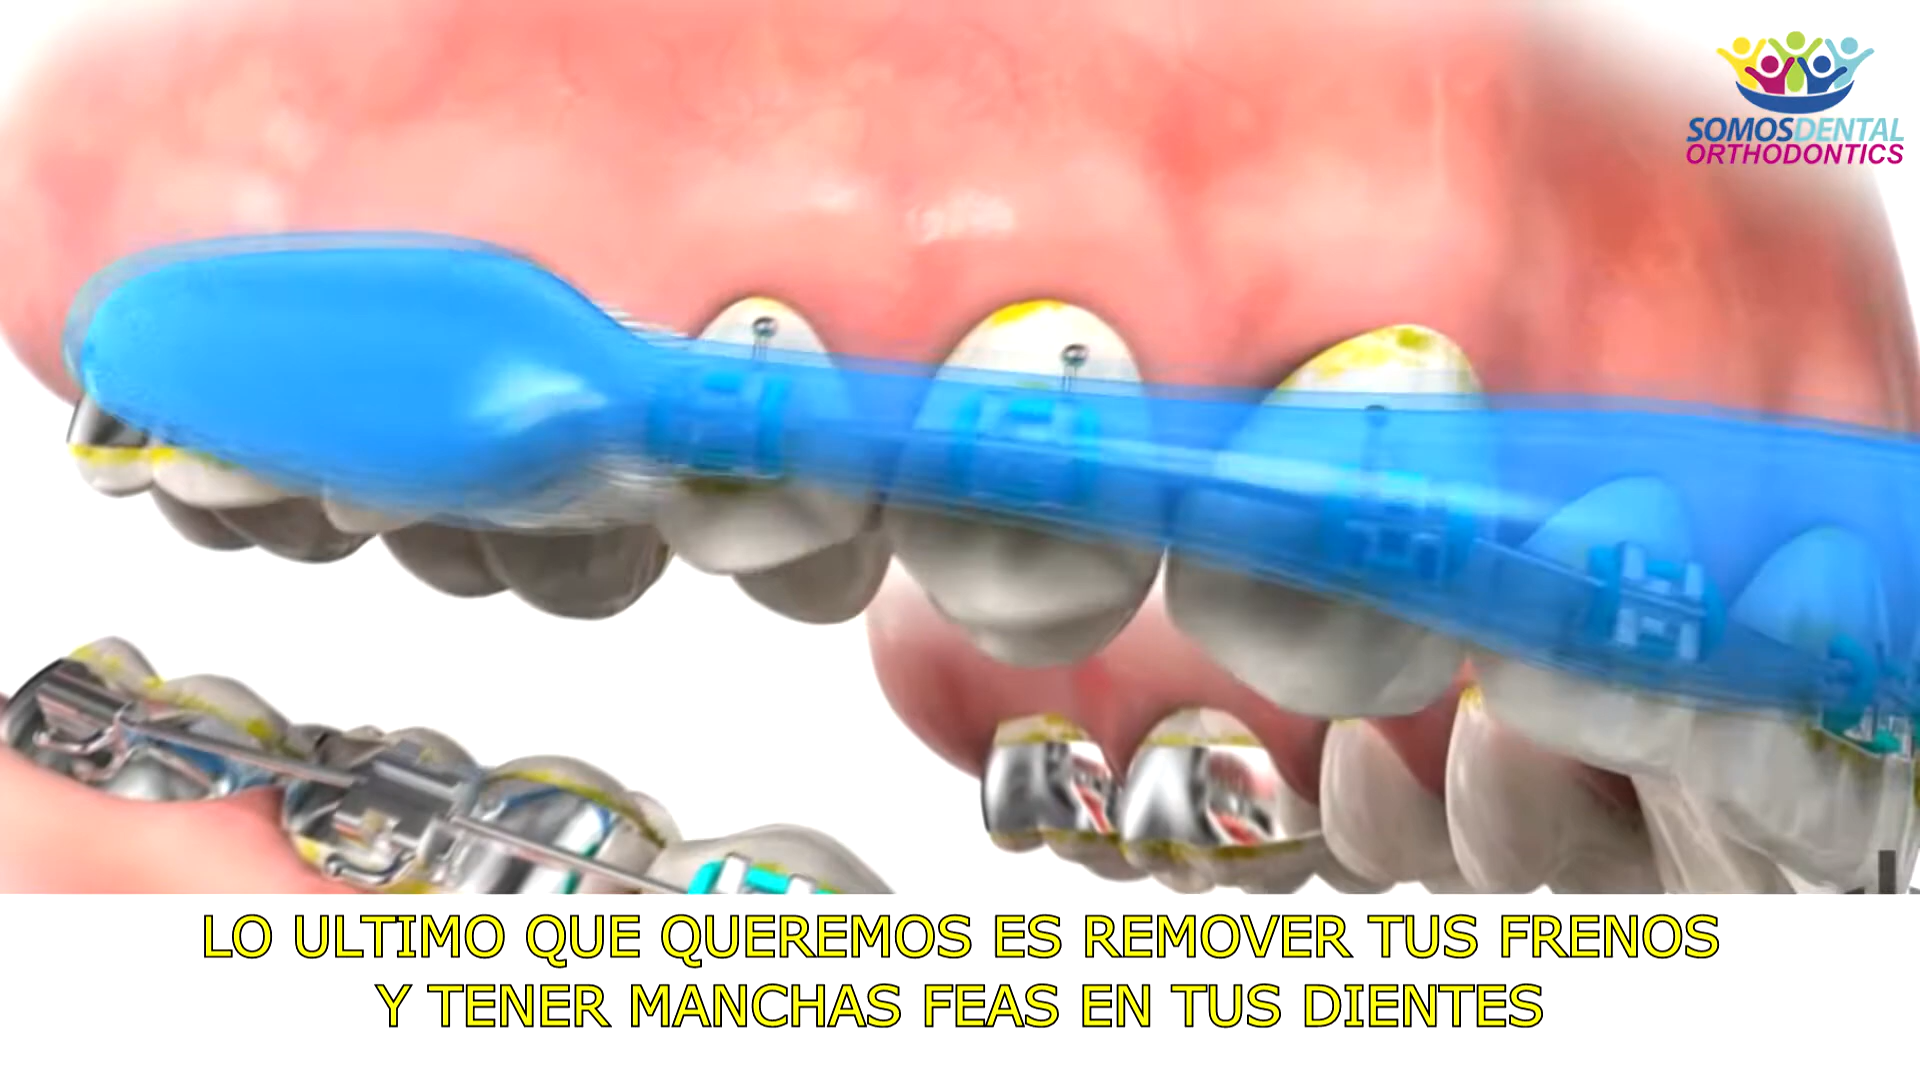 SOMOSDENTAL
ORTHODONTICS
LO ULTIMO QUE QUEREMOS ES REMOVER TUS FRENOS
Y TENER MANCHAS FEAS EN TUS DIENTES